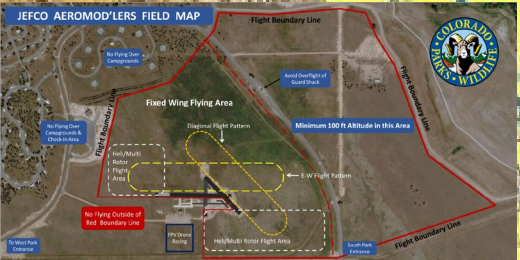 JEFCO AEROMOD'LERS FIELD MAP
Flight Boundary Line
COLORADO
PARKS
WILDLIFE
No Flying Over
Campgrounds
Avoid Overflight of
Guard Shack
Flight Boundary Line
Fixed Wing Flying Area
Flight Boundary Line
Diagonal Flight Pattern
Minimum 100 ft Altitude in this Area
No Flying Over
Campgrounds &
Check-In Area
Heli/Multi
Rotor
Flight
Area
E-W Flight Pattern
No Flying Outside of
Red Boundary Line
FPV Drone
Racing
Heli/Multi Rotor Flight Area
To West Park
Entrance
South Park
Entrance
Flight Boundary Line